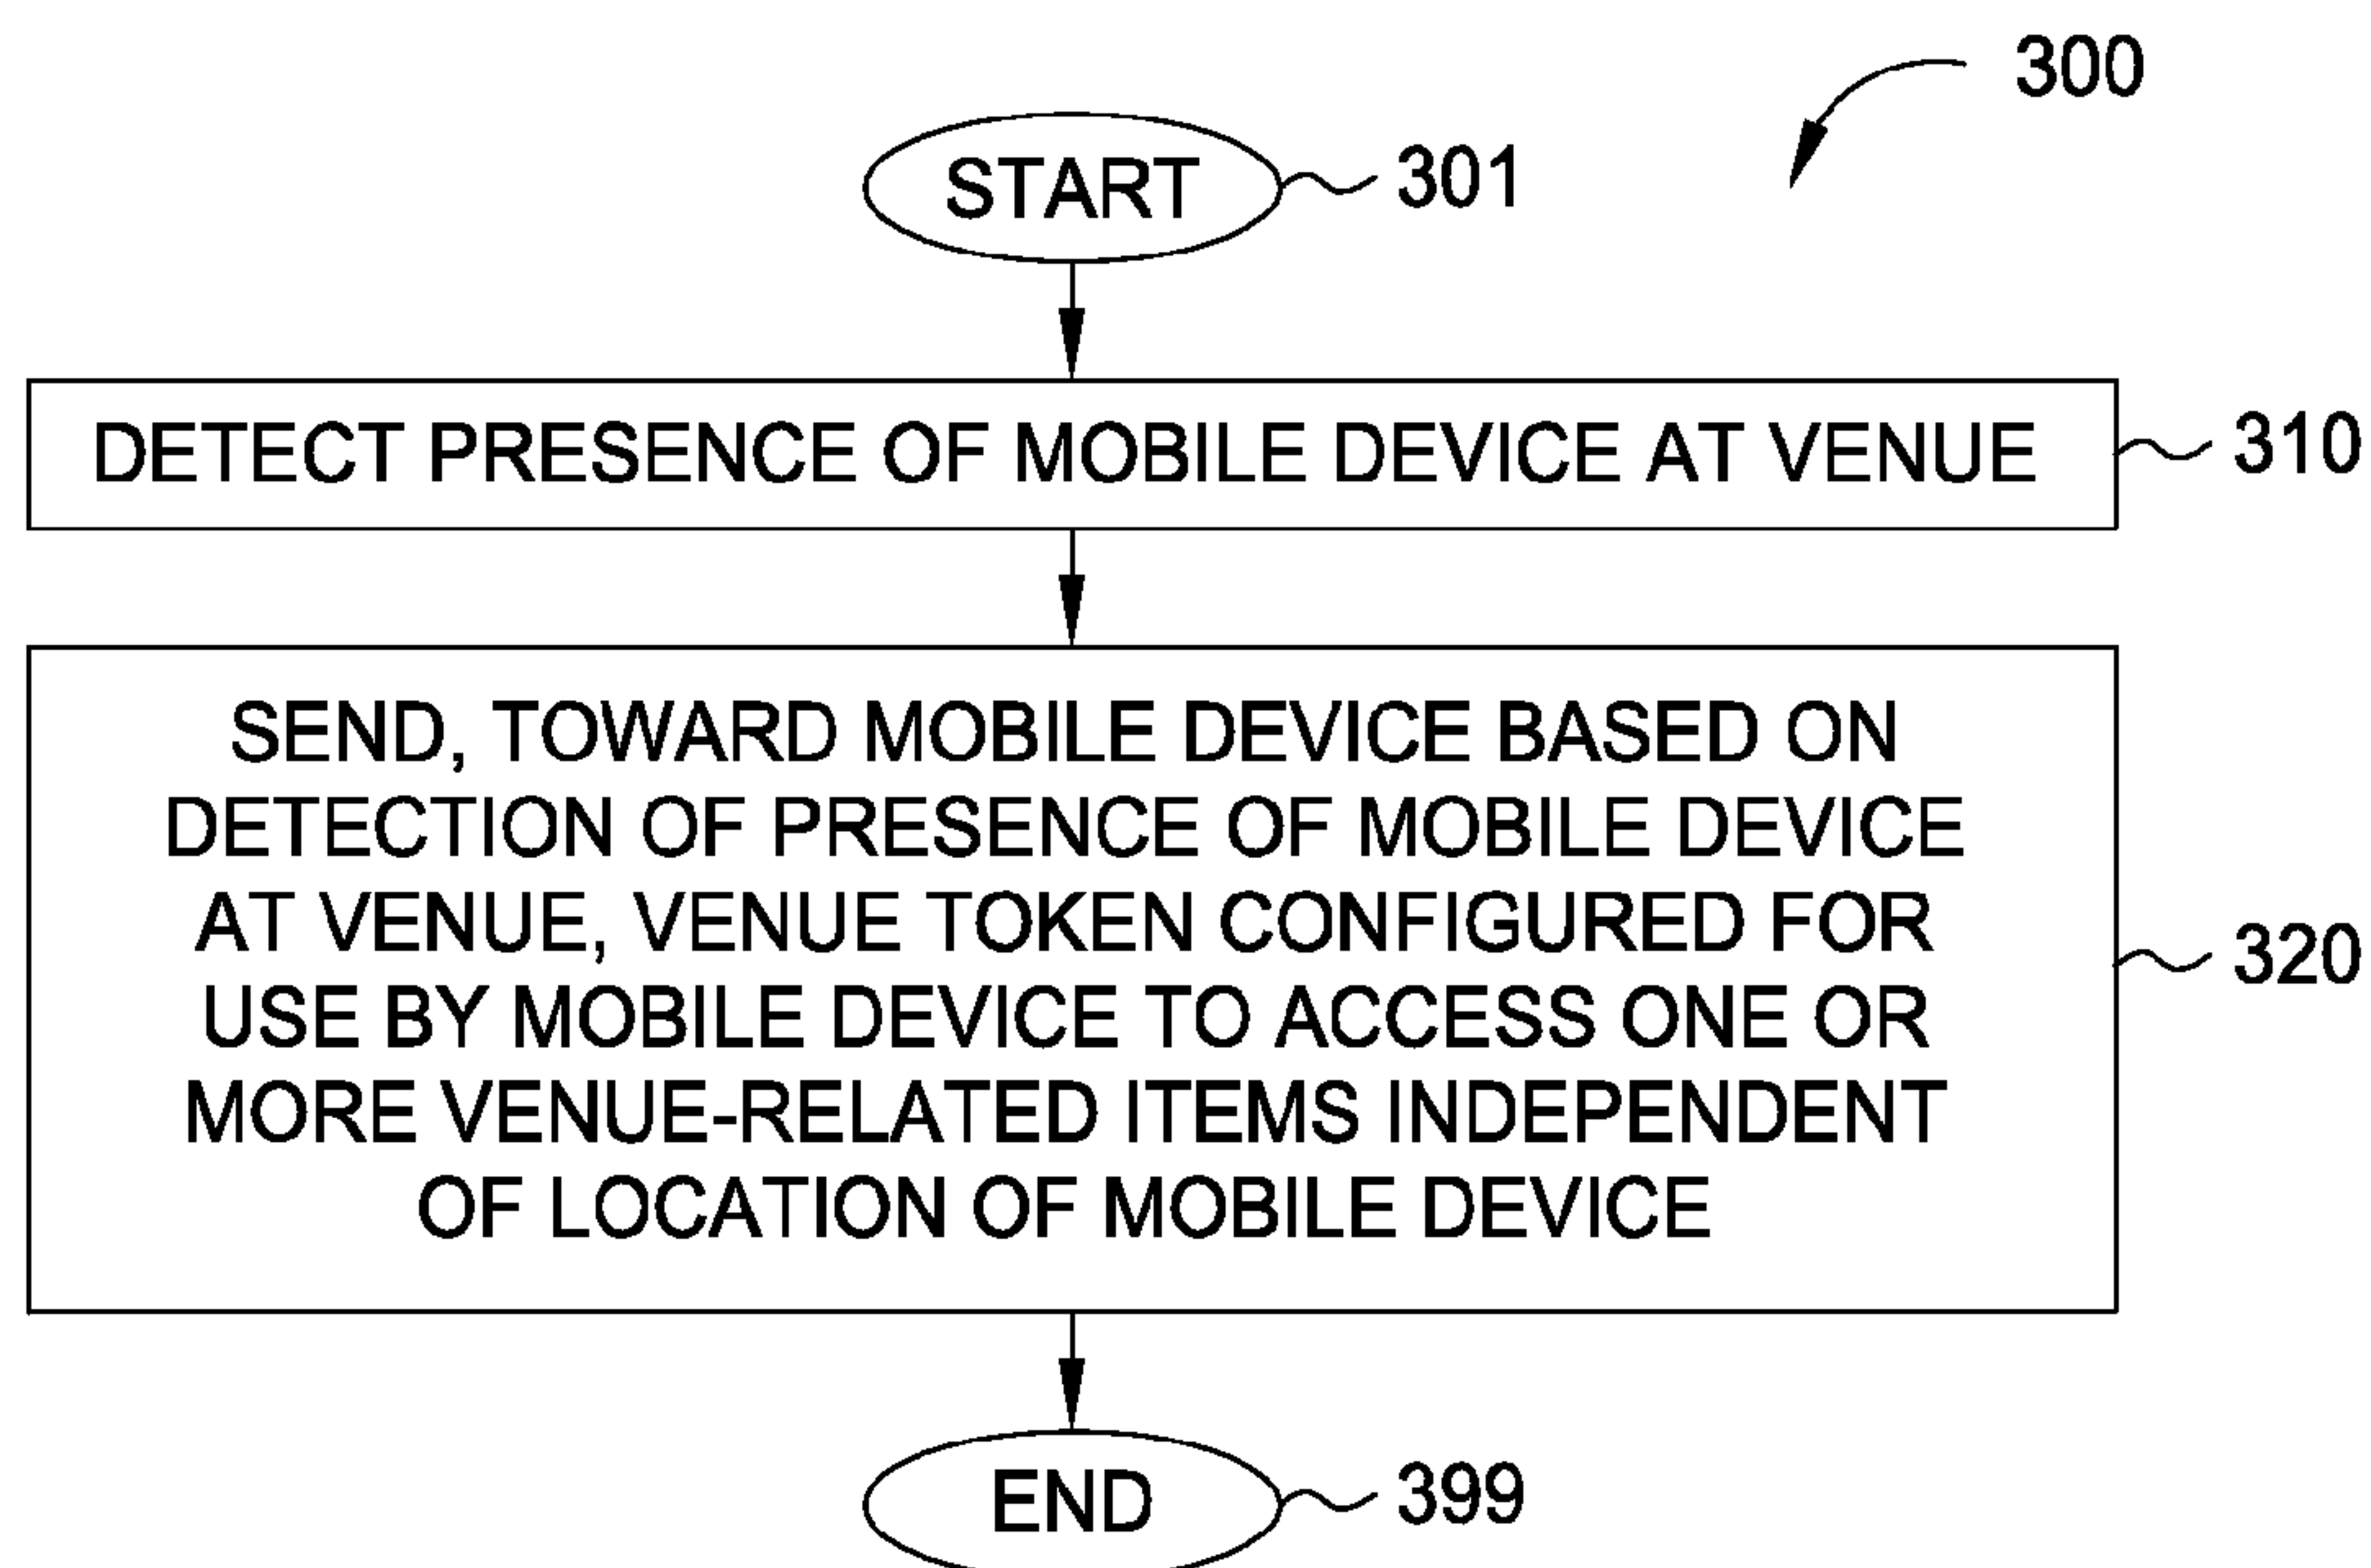 300
START
301
DETECT PRESENCE OF MOBILE DEVICE AT VENUE
310
SEND, TOWARD MOBILE DEVICE BASED ON
DETECTION OF PRESENCE OF MOBILE DEVICE
AT VENUE, VENUE TOKEN CONFIGURED FOR
USE BY MOBILE DEVICE TO ACCESS ONE OR
MORE VENUE-RELATED ITEMS INDEPENDENT
OF LOCATION OF MOBILE DEVICE
320
END
399